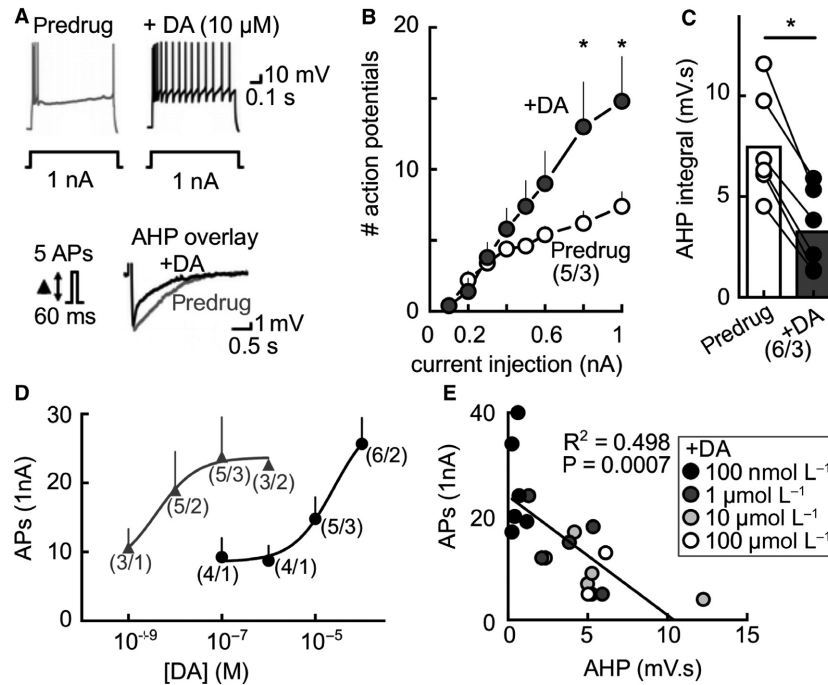 A
Predrug
+ DA (10 µM)
10 mV
0.1 s
1 nA
1 nA
5 APs
60 ms
AHP overlay
+DA
Predrug
1 mV
0.5 s
B
# action potentials
20
10
0
+DA
*
*
Predrug
(5/3)
0
0.2
0.6
1
current injection (nA)
C
AHP integral (mV.s)
10
5
0
*
Predrug
+DA
(6/3)
D
APs (1nA)
30
20
10
0
(3/1)
(5/2)
(5/3)
(3/2)
(4/1)
(4/1)
(5/3)
(6/2)
10⁻⁹
10⁻⁷
10⁻⁵
[DA] (M)
E
APs (1nA)
40
20
0
R² = 0.498
P = 0.0007
+DA
100 nmol L⁻¹
1 µmol L⁻¹
10 µmol L⁻¹
100 µmol L⁻¹
0
5
10
15
AHP (mV.s)